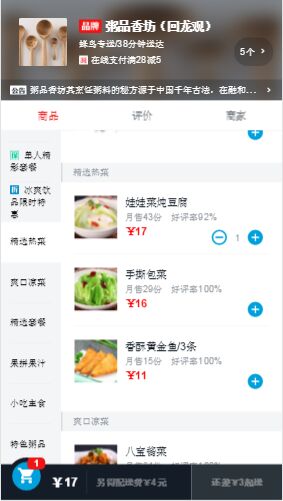 品牌 粥品香坊（回龙观）
蜂鸟专送/38分钟送达
减 在线支付满28减5
5个 >
公告 粥品香坊其烹饪粥料的秘方源于中国千年古法，在融和... >
商品 评价 商家
保 单人精彩套餐
折 冰爽饮品限时特惠
热菜
爽口凉菜
精选套餐
果拼果汁
小吃主食
特色粥品
精选热菜
娃娃菜炖豆腐
月售43份 好评率92%
¥17
1
手撕包菜
月售29份 好评率100%
¥16
香酥黄金鱼/3条
月售15份 好评率100%
¥11
爽口凉菜
八宝酱菜
1
¥17 另需配送费¥4元
还差¥3起送